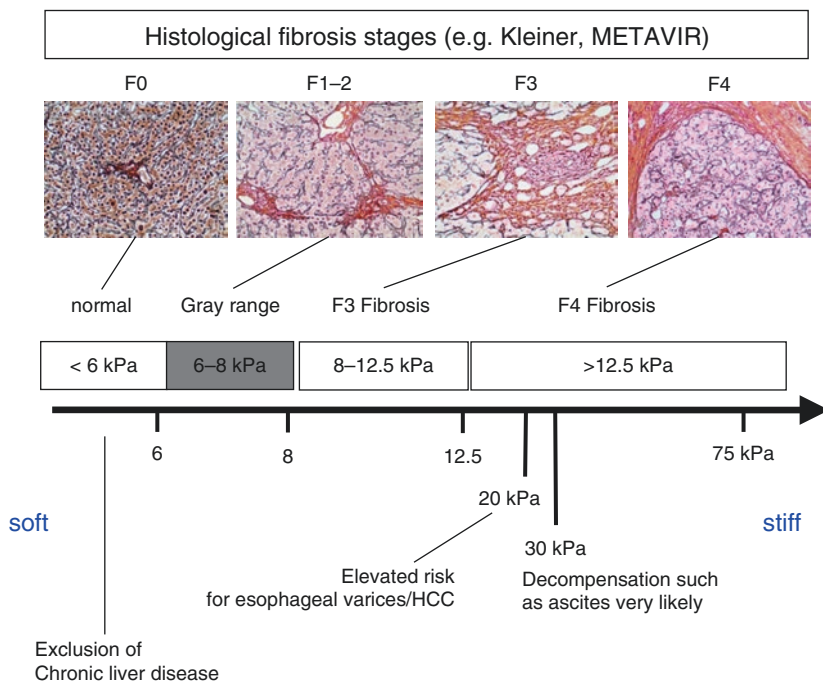 Histological fibrosis stages (e.g. Kleiner, METAVIR)
F0
F1–2
F3
F4
normal
Gray range
F3 Fibrosis
F4 Fibrosis
< 6 kPa
6–8 kPa
8–12.5 kPa
>12.5 kPa
6
8
12.5
75 kPa
20 kPa
soft
stiff
30 kPa
Elevated risk
for esophageal varices/HCC
Decompensation such
as ascites very likely
Exclusion of
Chronic liver disease